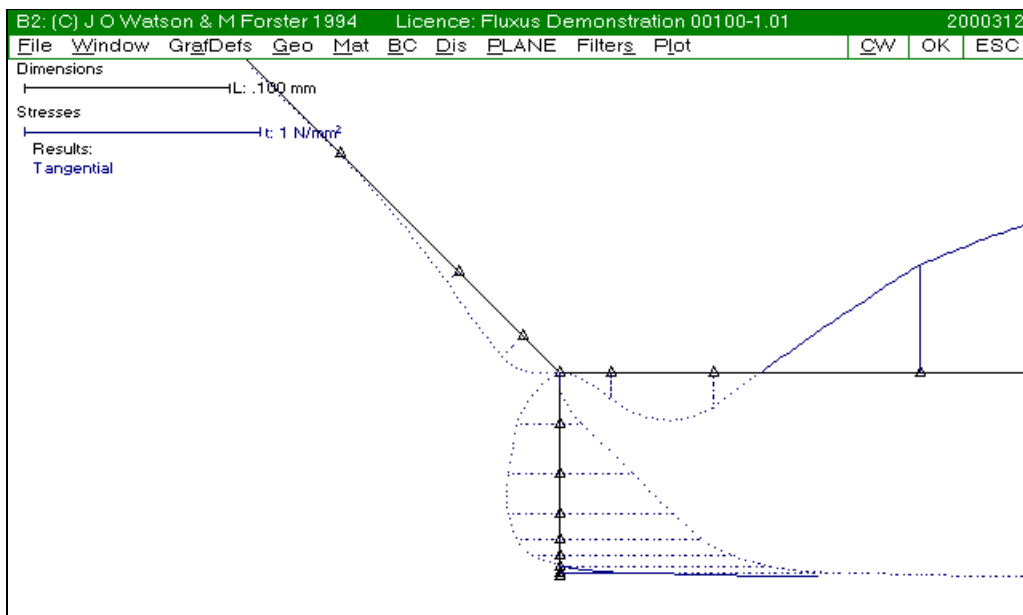 B2: (C) J O Watson & M Forster 1994 Licence: Fluxus Demonstration 00100-1.01 2000312
File Window GrafDefs Geo Mat BC Dis PLANE Filters Plot CW OK ESC
Dimensions
L: .100 mm
Stresses
t: 1 N/mm²
Results:
Tangential